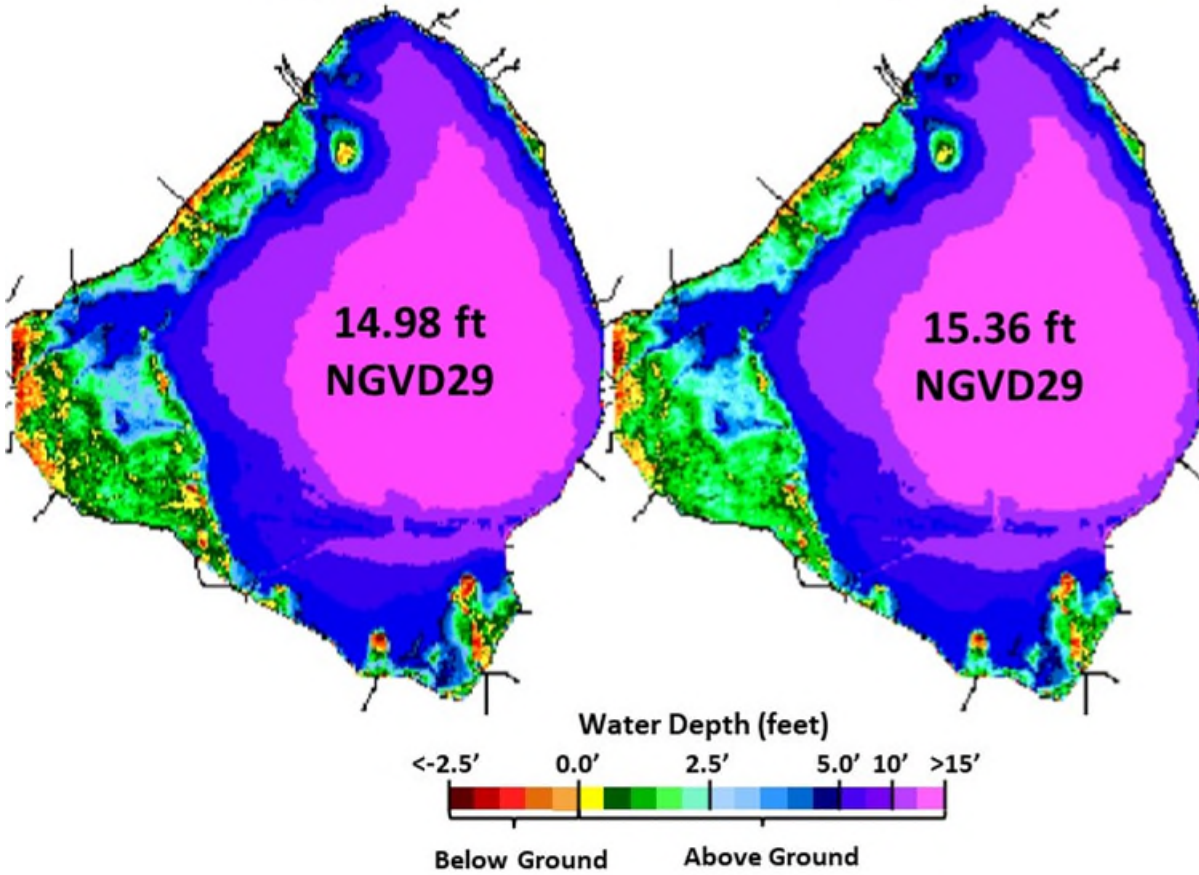 14.98 ft
NGVD29
15.36 ft
NGVD29
Water Depth (feet)
<-2.5’ 0.0’ 2.5’ 5.0’ 10’ >15’
Below Ground Above Ground